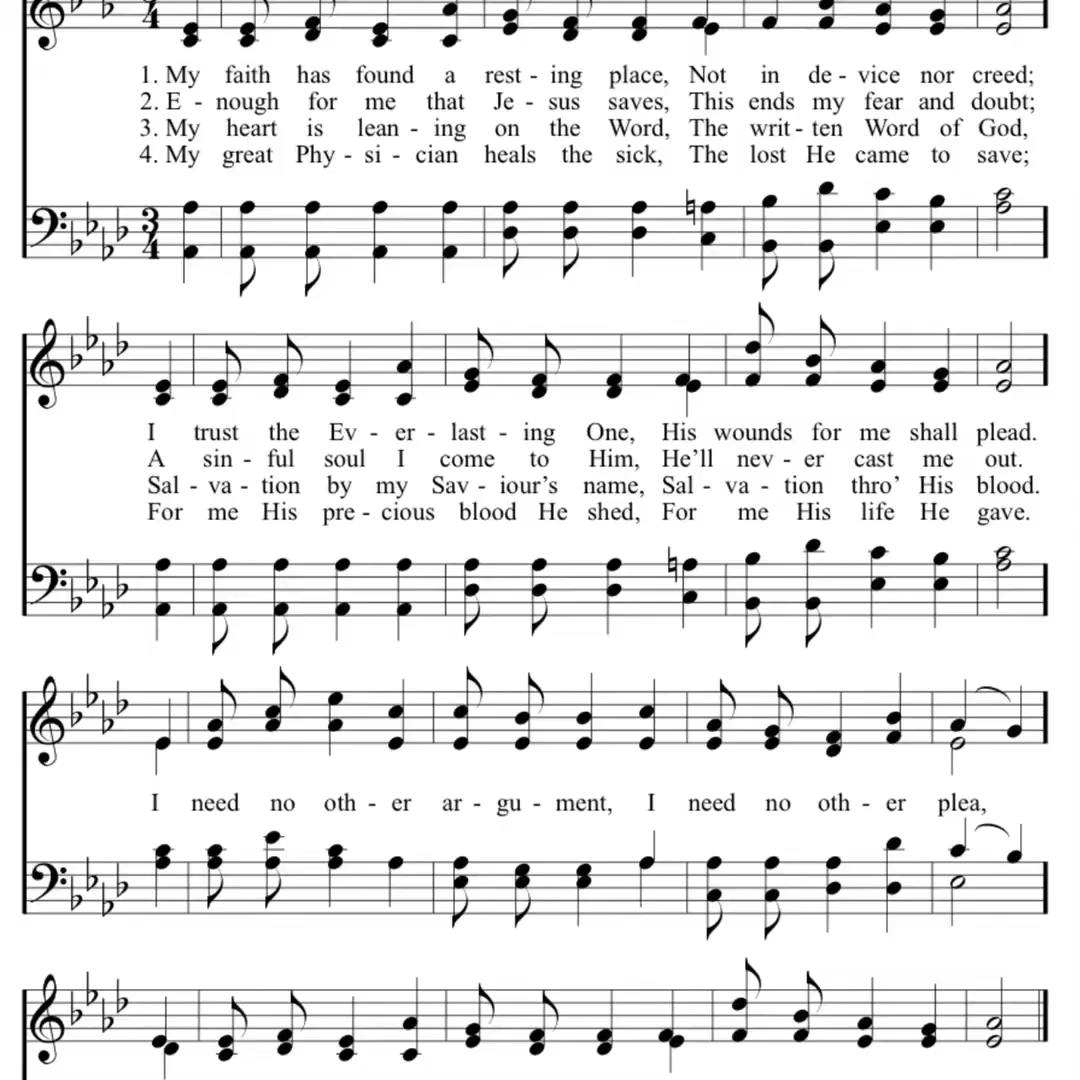 1. My faith has found a rest - ing place, Not in de - vice nor creed;
2. E - nough for me that Je - sus saves, This ends my fear and doubt;
3. My heart is lean - ing on the Word, The writ - ten Word of God,
4. My great Phy - si - cian heals the sick, The lost He came to save;
3
4
I trust the Ev - er - last - ing One, His wounds for me shall plead.
A sin - ful soul I come to Him, He'll nev - er cast me out.
Sal - va - tion by my Sav - iour's name, Sal - va - tion thro' His blood.
For me His pre - cious blood He shed, For me His life He gave.
I need no oth - er ar - gu - ment, I need no oth - er plea,